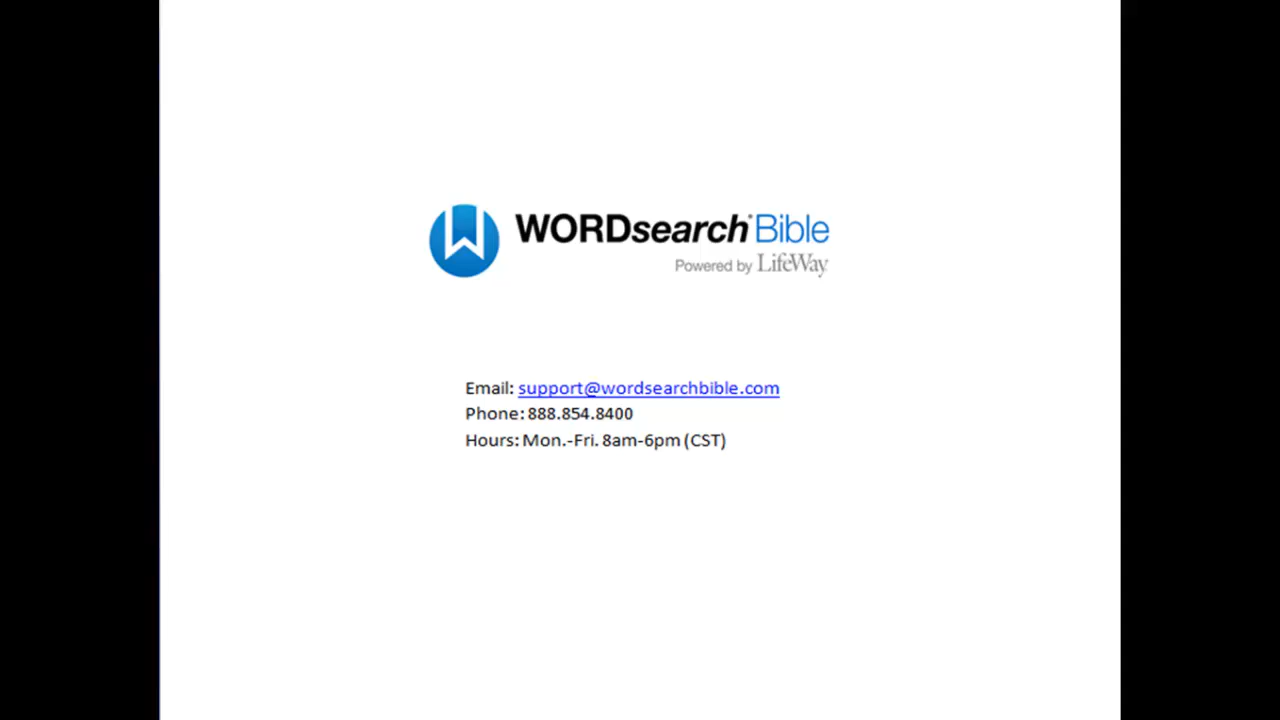 WORDsearch® Bible
Powered by LifeWay
Email: support@wordsearchbible.com
Phone: 888.854.8400
Hours: Mon.-Fri. 8am-6pm (CST)